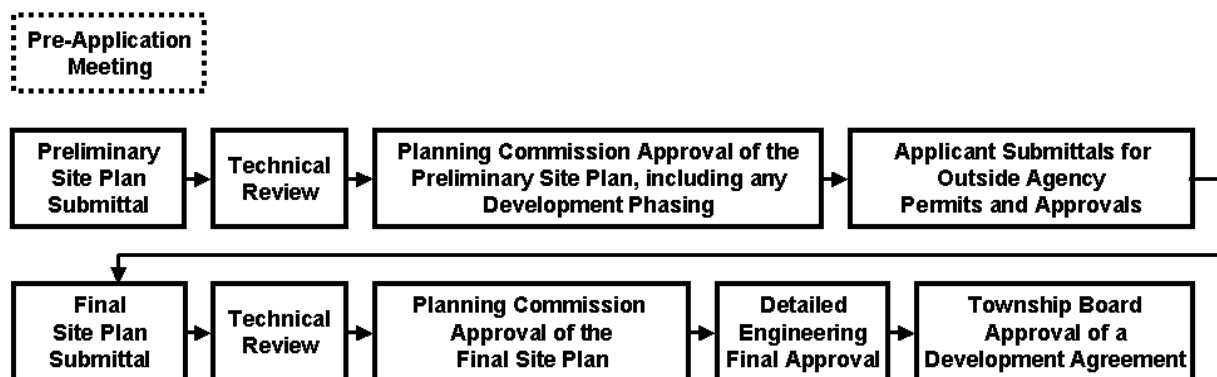 Pre-Application
Meeting
Preliminary
Site Plan
Submittal
Technical
Review
Planning Commission Approval of the
Preliminary Site Plan, including any
Development Phasing
Applicant Submittals for
Outside Agency
Permits and Approvals
Final
Site Plan
Submittal
Technical
Review
Planning Commission
Approval of the
Final Site Plan
Detailed
Engineering
Final Approval
Township Board
Approval of a
Development Agreement